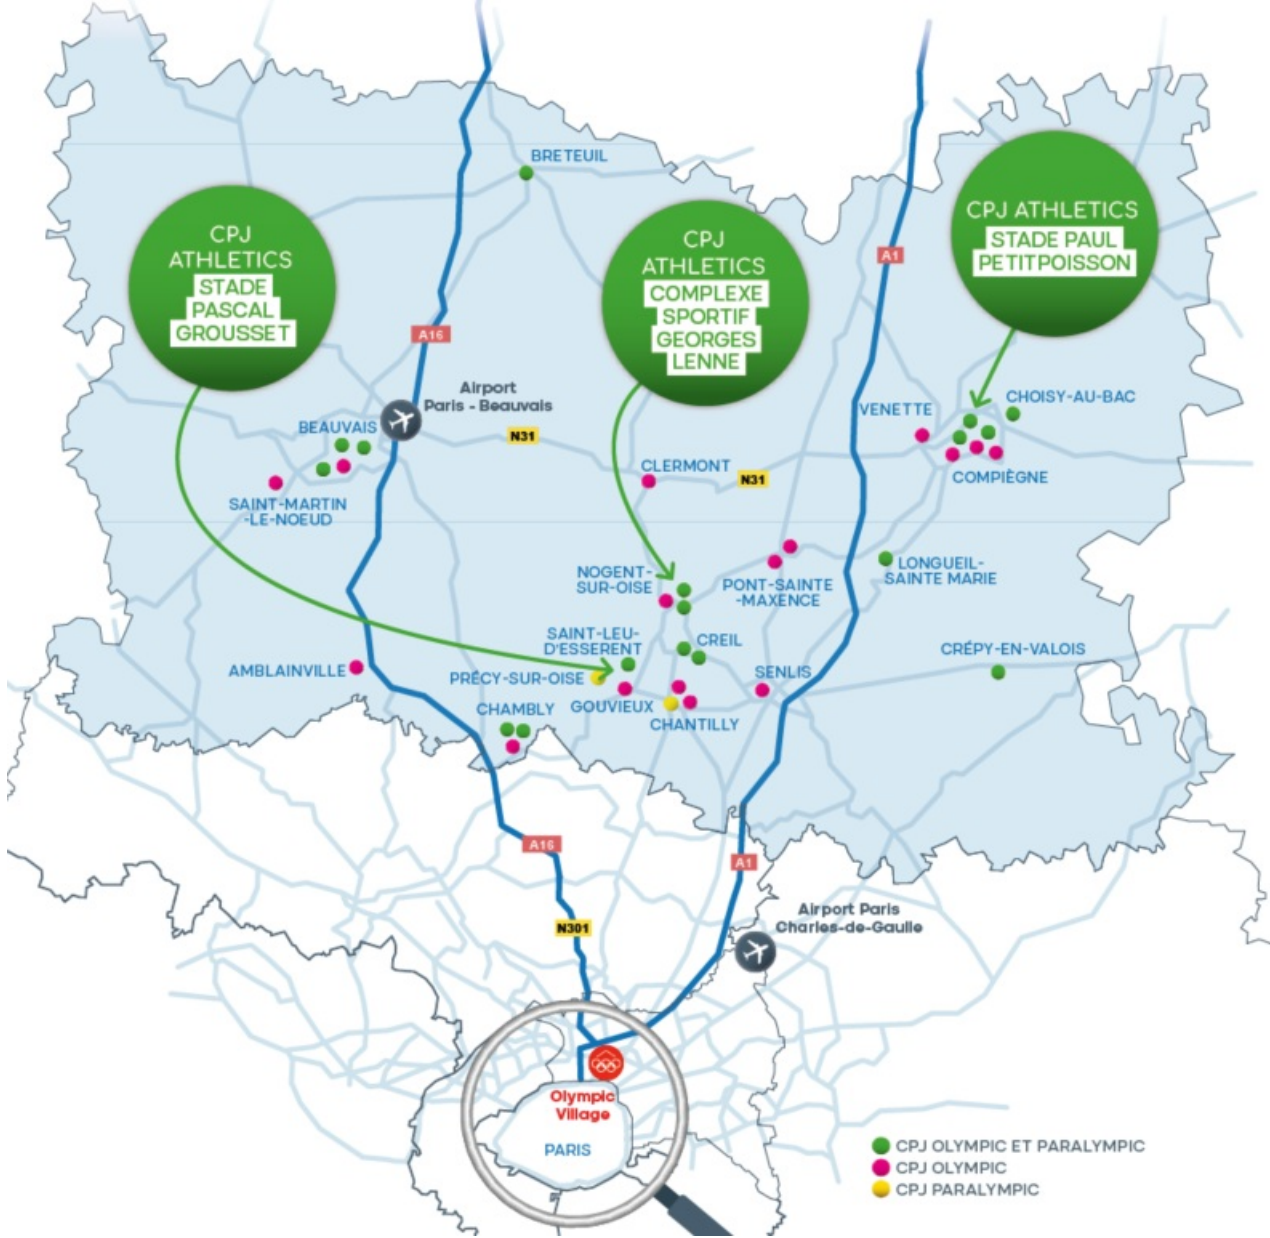 BRETEUIL
CPJ
ATHLETICS
STADE
PASCAL
GROUSSET
CPJ
ATHLETICS
COMPLEXE
SPORTIF
GEORGES
LENNE
CPJ ATHLETICS
STADE PAUL
PETITPOISSON
A1
A16
Airport
Paris - Beauvais
N31
BEAUVAIS
SAINT-MARTIN
-LE-NOEUD
CLERMONT
N31
VENETTE
CHOISY-AU-BAC
COMPIÈGNE
NOGENT-
SUR-OISE
PONT-SAINTE
-MAXENCE
LONGUEIL-
SAINTE MARIE
SAINT-LEU-
D'ESSERENT
CREIL
CRÉPY-EN-VALOIS
AMBLAINVILLE
PRÉCY-SUR-OISE
SENLIS
GOUVIEUX
CHAMBLY
CHANTILLY
A16
A1
N301
Airport Paris
Charles-de-Gaulle
Olympic
Village
PARIS
CPJ OLYMPIC ET PARALYMPIC
CPJ OLYMPIC
CPJ PARALYMPIC